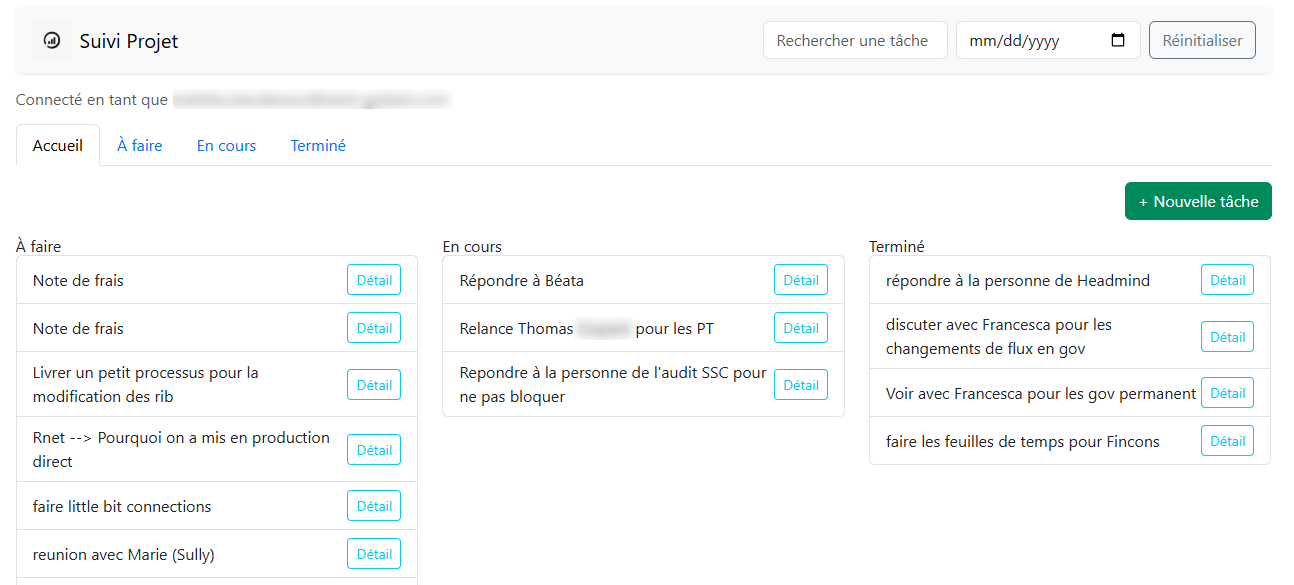 Suivi Projet
Rechercher une tâche
mm/dd/yyyy
Réinitialiser
Connecté en tant que
Accueil
À faire
En cours
Terminé
+ Nouvelle tâche
À faire
Note de frais
Détail
Note de frais
Détail
Livrer un petit processus pour la
modification des rib
Détail
Rnet --> Pourquoi on a mis en production
direct
Détail
faire little bit connections
Détail
reunion avec Marie (Sully)
Détail
En cours
Répondre à Béata
Détail
Relance Thomas pour les PT
Détail
Repondre à la personne de l'audit SSC pour
ne pas bloquer
Détail
Terminé
répondre à la personne de Headmind
Détail
discuter avec Francesca pour les
changements de flux en gov
Détail
Voir avec Francesca pour les gov permanent
Détail
faire les feuilles de temps pour Fincons
Détail